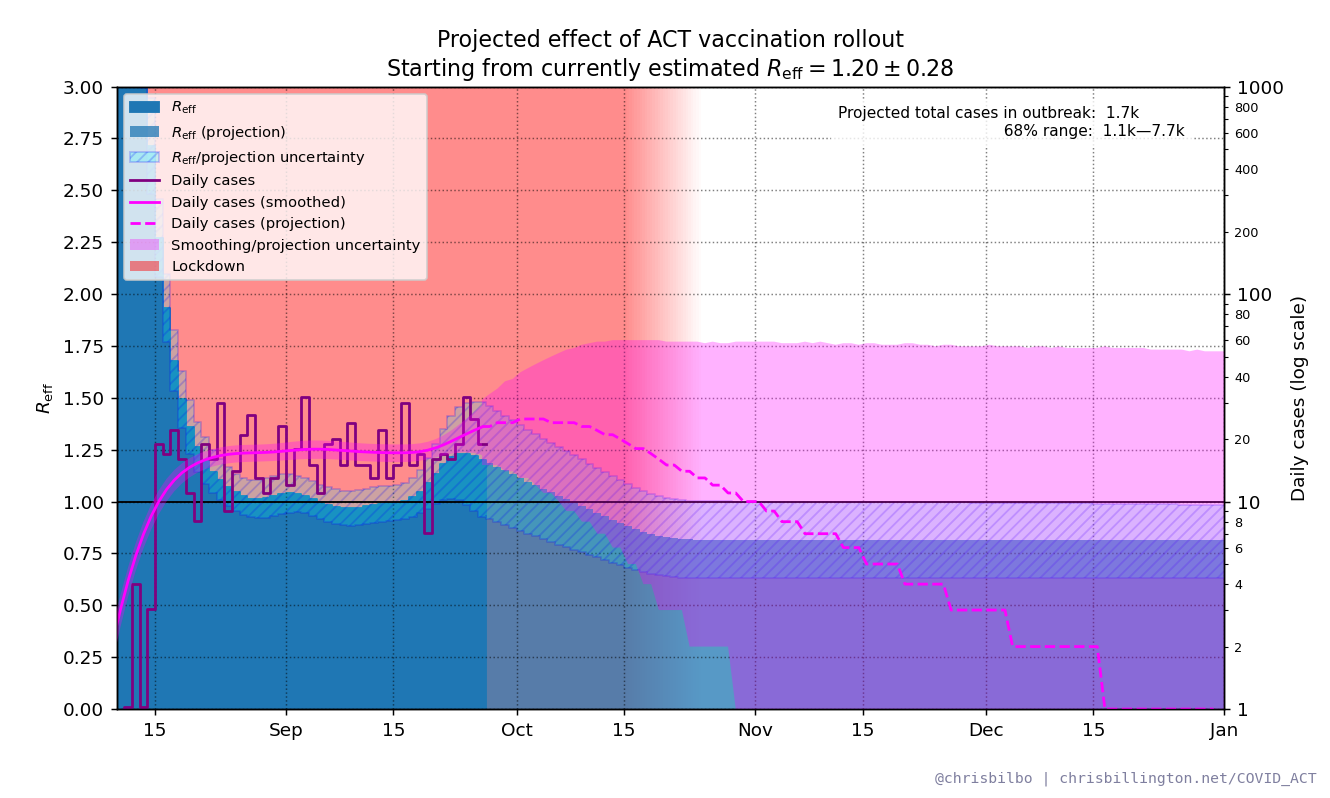 Projected effect of ACT vaccination rollout
Starting from currently estimated Reff = 1.20 ± 0.28
Projected total cases in outbreak: 1.7k
68% range: 1.1k—7.7k
Reff
Reff (projection)
Reff/projection uncertainty
Daily cases
Daily cases (smoothed)
Daily cases (projection)
Smoothing/projection uncertainty
Lockdown
Reff
3.00
2.75
2.50
2.25
2.00
1.75
1.50
1.25
1.00
0.75
0.50
0.25
0.00
1000
800
600
400
200
100
80
60
40
20
10
8
6
4
2
1
Daily cases (log scale)
15 Sep 15 Oct 15 Nov 15 Dec 15 Jan
@chrisbilbo | chrisbillington.net/COVID_ACT